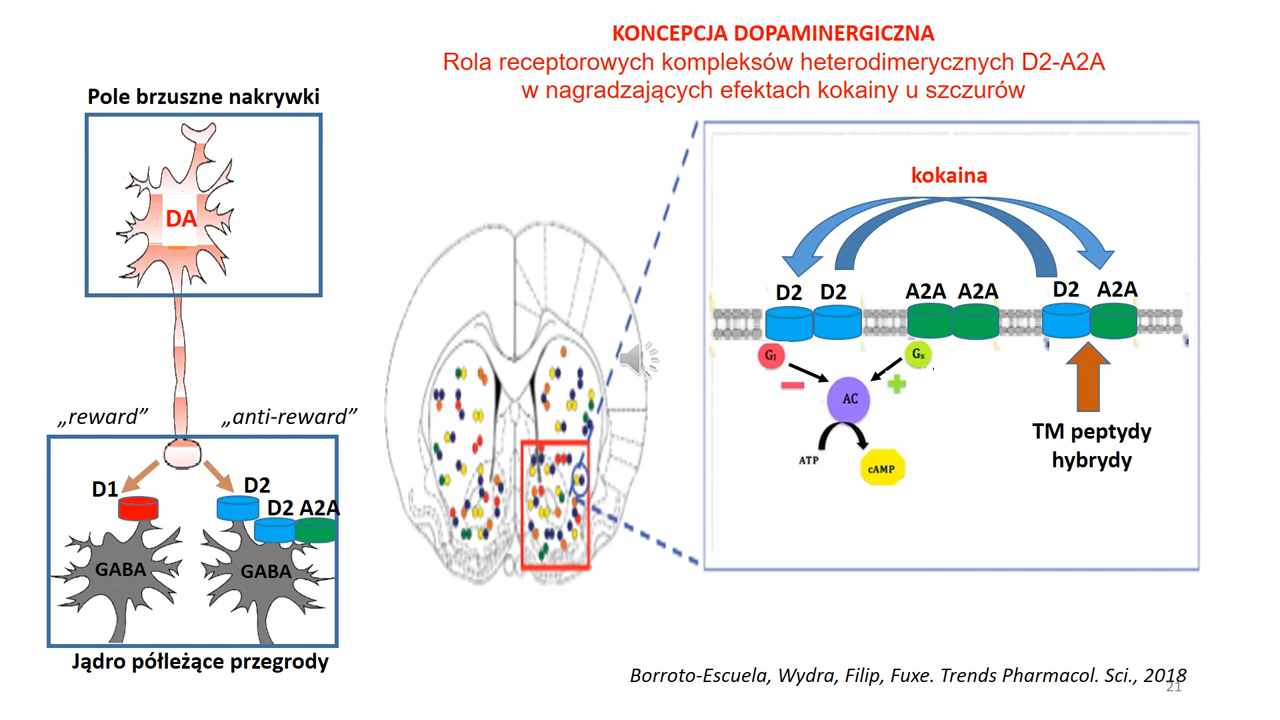 KONCEPCJA DOPAMINERGICZNA
Rola receptorowych kompleksów heterodimerycznych D2-A2A
w nagradzających efektach kokainy u szczurów
Pole brzuszne nakrywki
DA
„reward”
„anti-reward”
D1
D2
D2 A2A
GABA
GABA
Jądro półleżące przegrody
kokaina
D2 D2
A2A A2A
D2 A2A
Gi
Gs
AC
ATP
cAMP
TM peptydy
hybrydy
Borroto-Escuela, Wydra, Filip, Fuxe. Trends Pharmacol. Sci., 2018
21